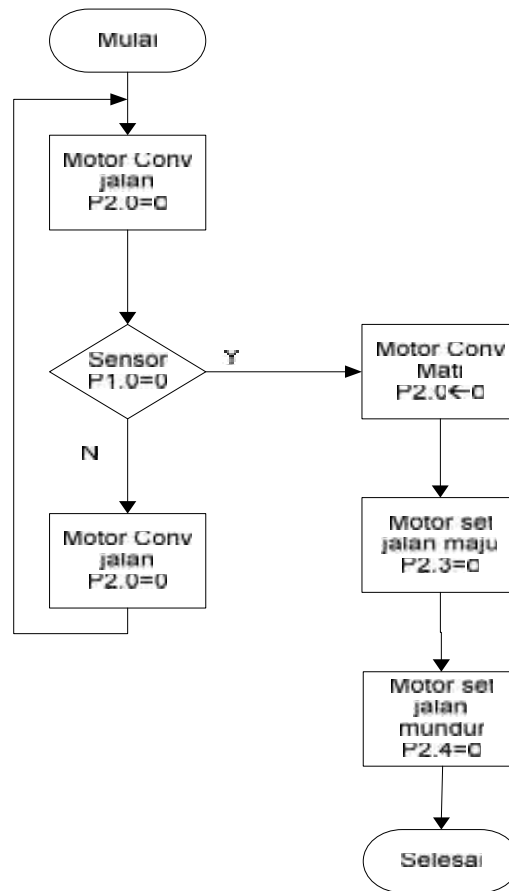 Mulai
Motor Conv
jalan
P2.0=0
Sensor
P1.0=0
Y
N
Motor Conv
jalan
P2.0=0
Motor Conv
Mati
P2.0←0
Motor set
jalan maju
P2.3=0
Motor set
jalan
mundur
P2.4=0
Selesai